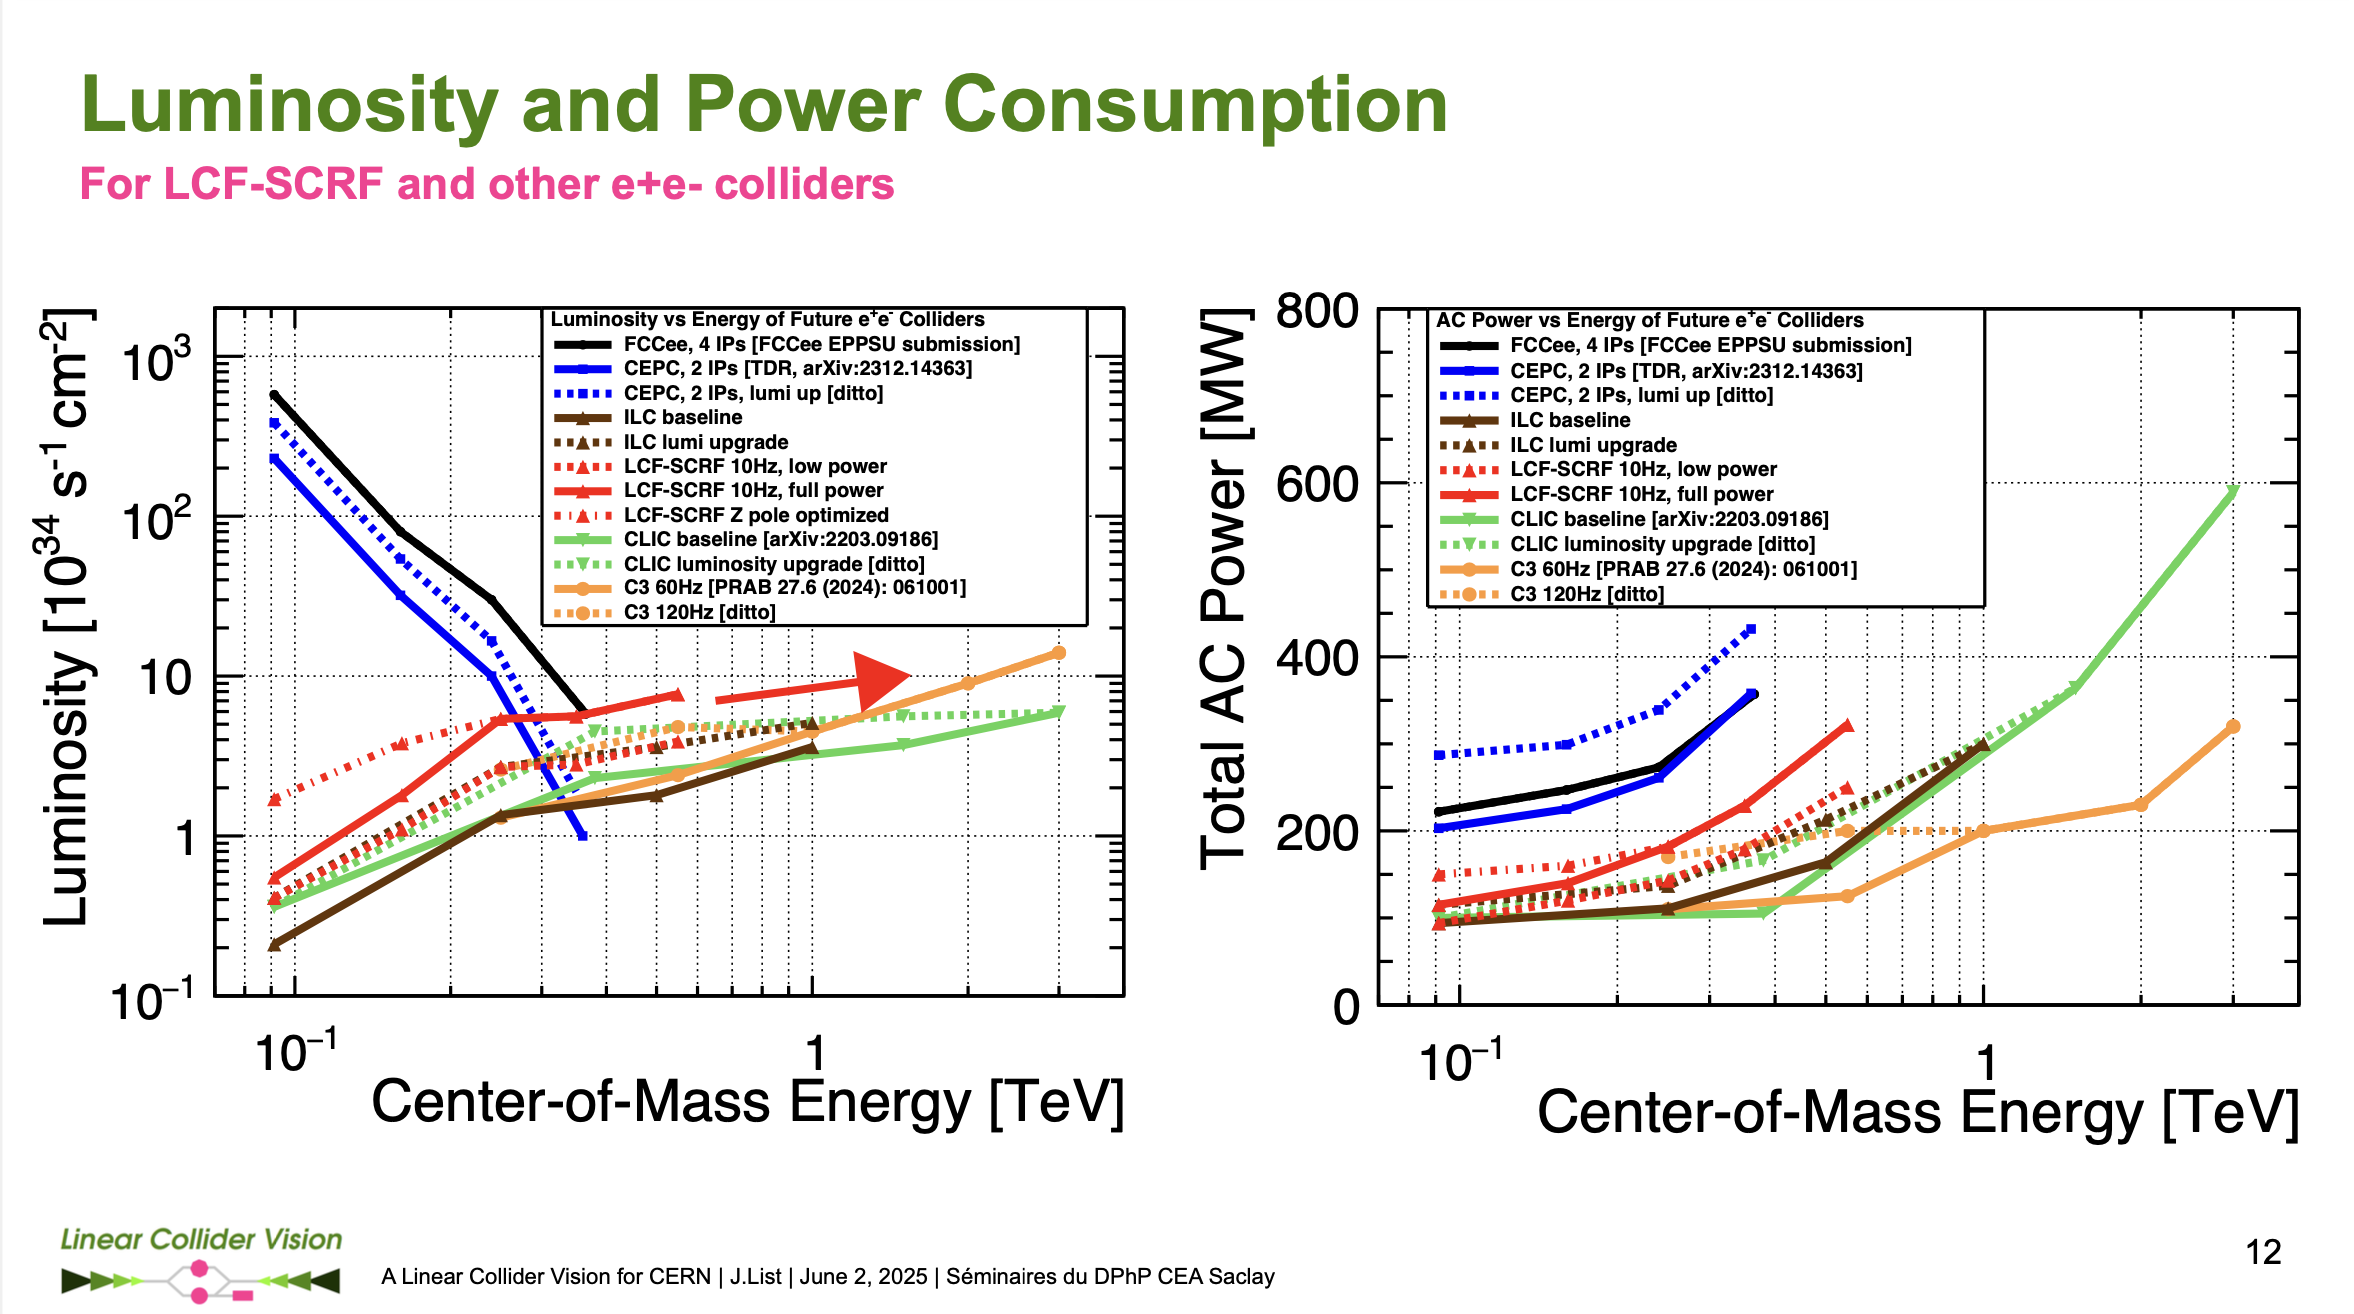 Luminosity and Power Consumption
For LCF-SCRF and other e+e- colliders
Luminosity [10^34 s^-1 cm^-2]
10^3
10^2
10
1
10^−1
Luminosity vs Energy of Future e^+e^- Colliders
FCCee, 4 IPs [FCCee EPPSU submission]
CEPC, 2 IPs [TDR, arXiv:2312.14363]
CEPC, 2 IPs, lumi up [ditto]
ILC baseline
ILC lumi upgrade
LCF-SCRF 10Hz, low power
LCF-SCRF 10Hz, full power
LCF-SCRF Z pole optimized
CLIC baseline [arXiv:2203.09186]
CLIC luminosity upgrade [ditto]
C3 60Hz [PRAB 27.6 (2024): 061001]
C3 120Hz [ditto]
10^−1
1
Center-of-Mass Energy [TeV]
Total AC Power [MW]
800
600
400
200
0
AC Power vs Energy of Future e^+e^- Colliders
FCCee, 4 IPs [FCCee EPPSU submission]
CEPC, 2 IPs [TDR, arXiv:2312.14363]
CEPC, 2 IPs, lumi up [ditto]
ILC baseline
ILC lumi upgrade
LCF-SCRF 10Hz, low power
LCF-SCRF 10Hz, full power
CLIC baseline [arXiv:2203.09186]
CLIC luminosity upgrade [ditto]
C3 60Hz [PRAB 27.6 (2024): 061001]
C3 120Hz [ditto]
10^−1
1
Center-of-Mass Energy [TeV]
Linear Collider Vision
A Linear Collider Vision for CERN | J.List | June 2, 2025 | Séminaires du DPhP CEA Saclay
12